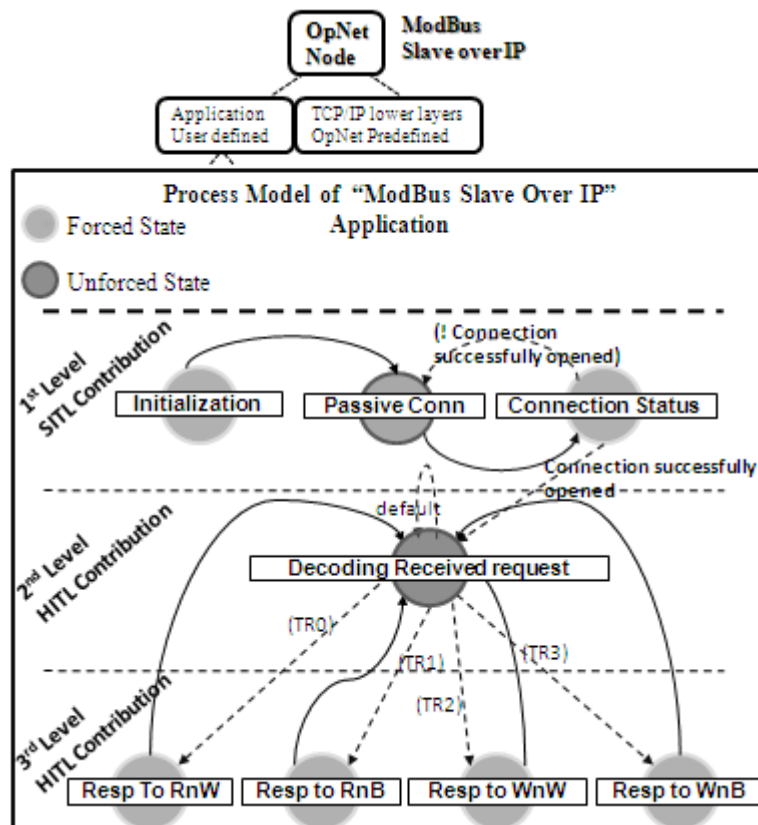 OpNet
Node
ModBus
Slave over IP
Application
User defined
TCP/IP lower layers
OpNet Predefined
Process Model of “ModBus Slave Over IP”
Application
Forced State
Unforced State
1st Level
SITL Contribution
(! Connection
successfully opened)
Initialization
Passive Conn
Connection Status
Connection successfully
opened
2nd Level
HITL Contribution
default
Decoding Received request
(TR0)
(TR1)
(TR2)
(TR3)
3rd Level
HITL Contribution
Resp To RnW
Resp to RnB
Resp to WnW
Resp to WnB